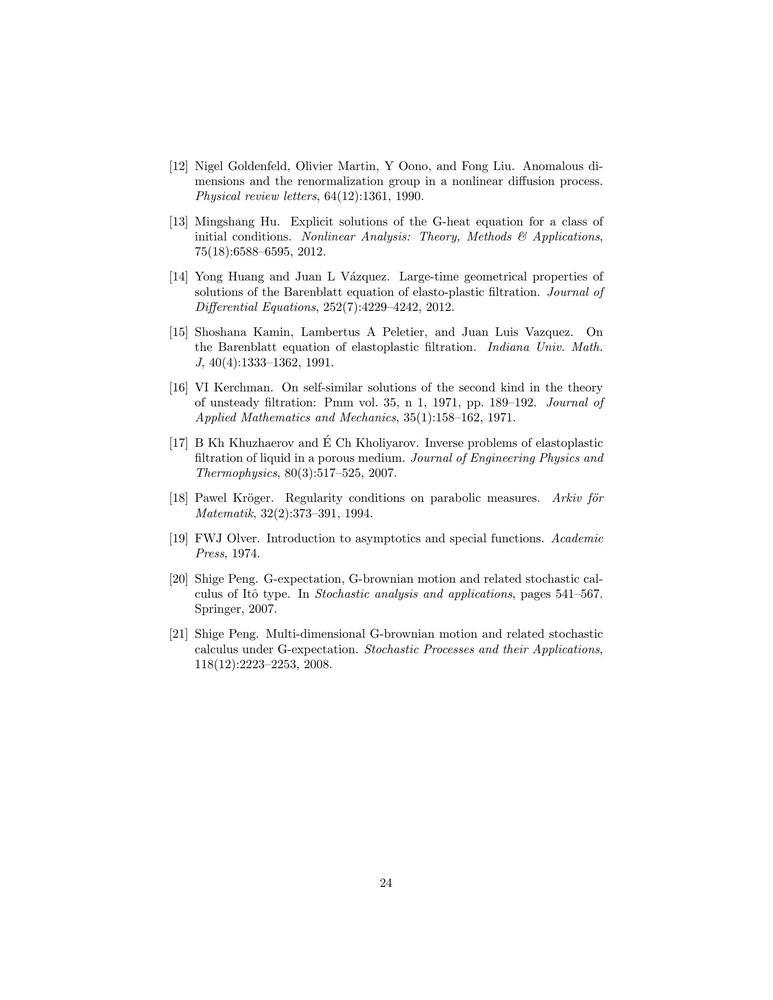 [12] Nigel Goldenfeld, Olivier Martin, Y Oono, and Fong Liu. Anomalous di-
mensions and the renormalization group in a nonlinear diffusion process.
Physical review letters, 64(12):1361, 1990.
[13] Mingshang Hu. Explicit solutions of the G-heat equation for a class of
initial conditions. Nonlinear Analysis: Theory, Methods & Applications,
75(18):6588–6595, 2012.
[14] Yong Huang and Juan L Vázquez. Large-time geometrical properties of
solutions of the Barenblatt equation of elasto-plastic filtration. Journal of
Differential Equations, 252(7):4229–4242, 2012.
[15] Shoshana Kamin, Lambertus A Peletier, and Juan Luis Vazquez. On
the Barenblatt equation of elastoplastic filtration. Indiana Univ. Math.
J, 40(4):1333–1362, 1991.
[16] VI Kerchman. On self-similar solutions of the second kind in the theory
of unsteady filtration: Pmm vol. 35, n 1, 1971, pp. 189–192. Journal of
Applied Mathematics and Mechanics, 35(1):158–162, 1971.
[17] B Kh Khuzhaerov and É Ch Kholiyarov. Inverse problems of elastoplastic
filtration of liquid in a porous medium. Journal of Engineering Physics and
Thermophysics, 80(3):517–525, 2007.
[18] Pawel Kröger. Regularity conditions on parabolic measures. Arkiv för
Matematik, 32(2):373–391, 1994.
[19] FWJ Olver. Introduction to asymptotics and special functions. Academic
Press, 1974.
[20] Shige Peng. G-expectation, G-brownian motion and related stochastic cal-
culus of Itô type. In Stochastic analysis and applications, pages 541–567.
Springer, 2007.
[21] Shige Peng. Multi-dimensional G-brownian motion and related stochastic
calculus under G-expectation. Stochastic Processes and their Applications,
118(12):2223–2253, 2008.
24